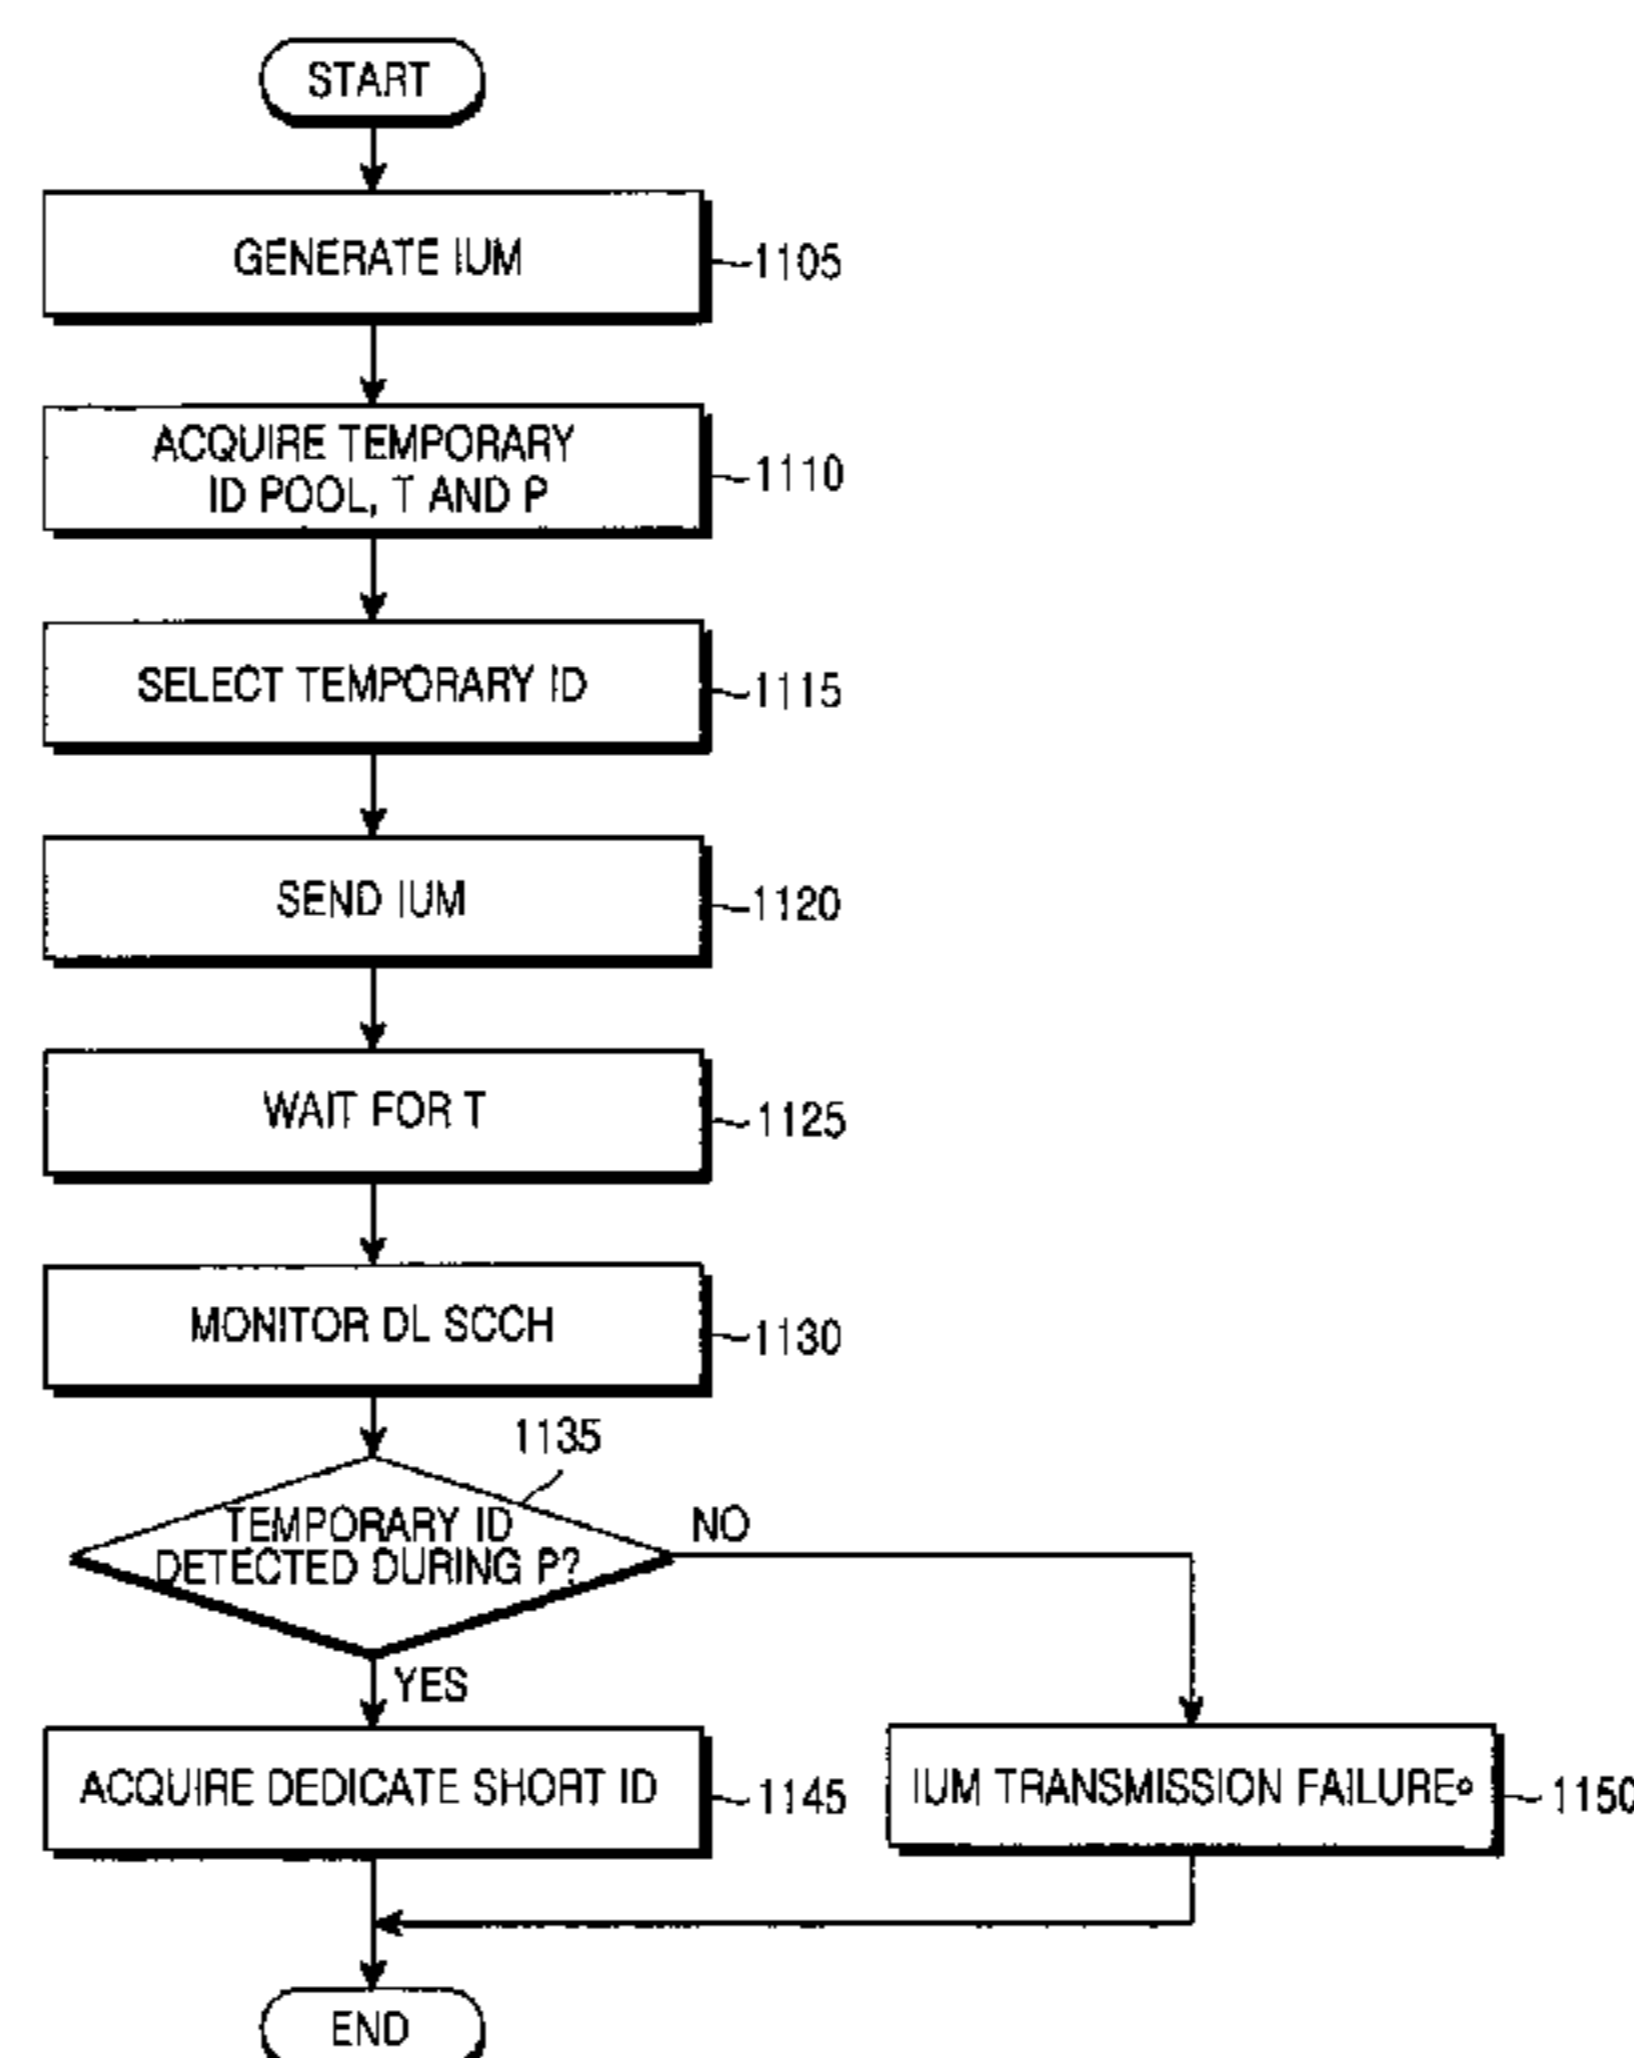 START
GENERATE IUM
1105
ACQUIRE TEMPORARY
ID POOL, T AND P
1110
SELECT TEMPORARY ID
1115
SEND IUM
1120
WAIT FOR T
1125
MONITOR DL SCCH
1130
1135
TEMPORARY ID
DETECTED DURING P?
NO
YES
ACQUIRE DEDICATE SHORT ID
1145
IUM TRANSMISSION FAILURE
1150
END